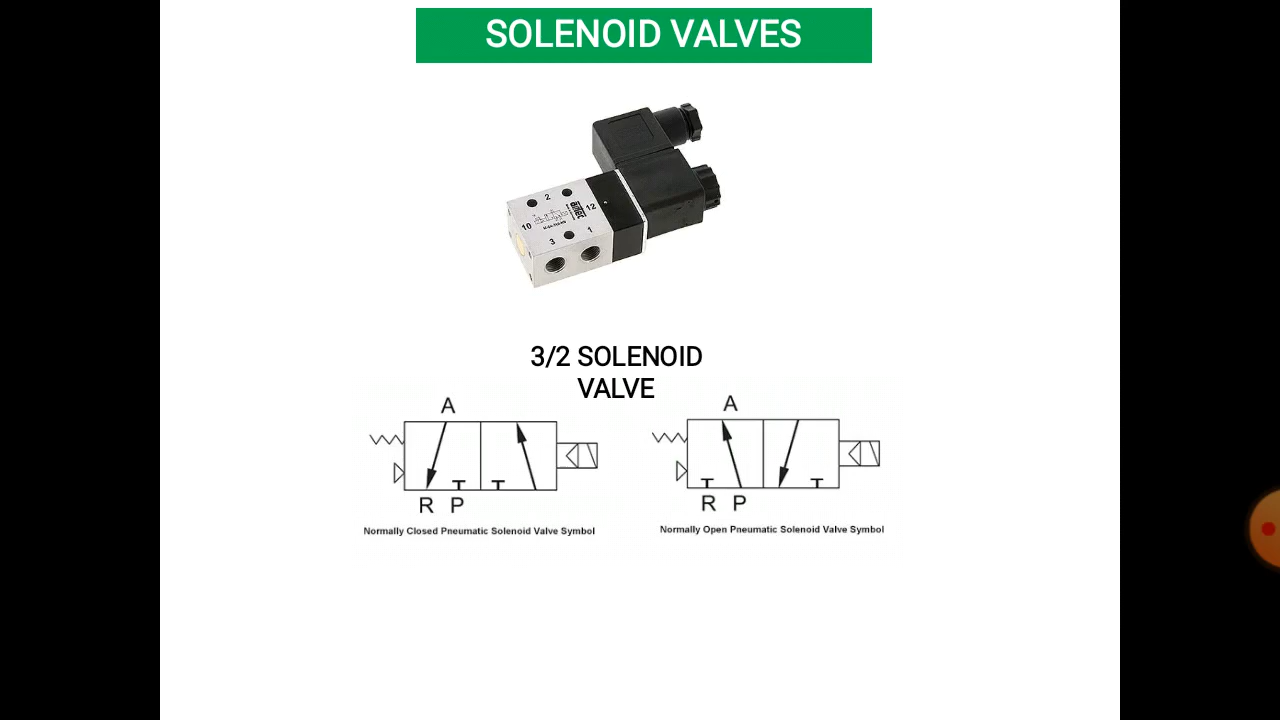 SOLENOID VALVES
2
12
10
3
1
3/2 SOLENOID
VALVE
A
A
R P
R P
Normally Closed Pneumatic Solenoid Valve Symbol
Normally Open Pneumatic Solenoid Valve Symbol